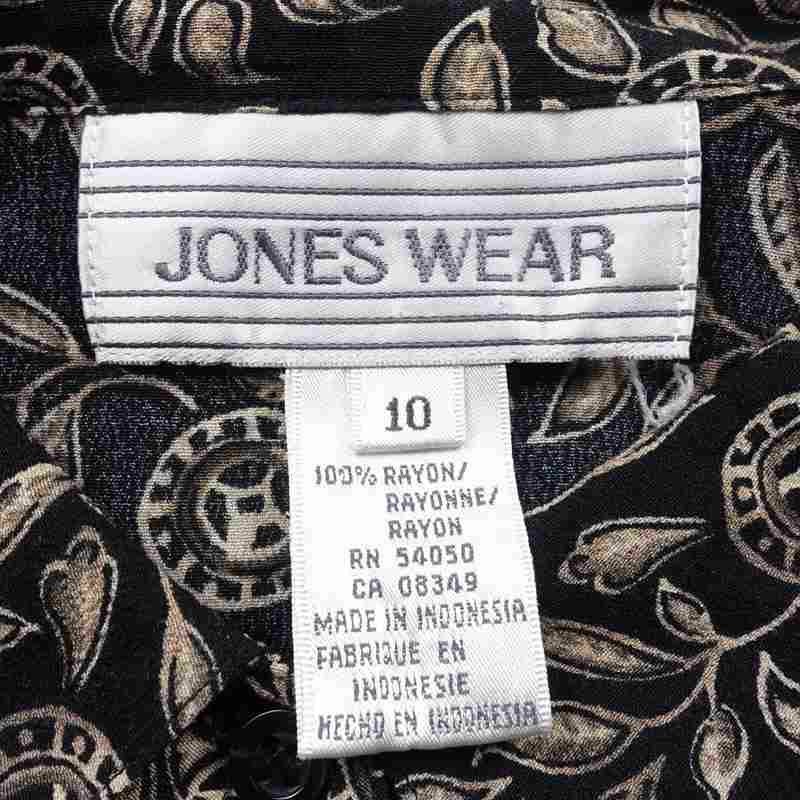 JONES WEAR
10
100% RAYON/
RAYONNE/
RAYON
RN 54050
CA 08349
MADE IN INDONESIA
FABRIQUE EN
INDONESIE
HECHO EN INDONESIA